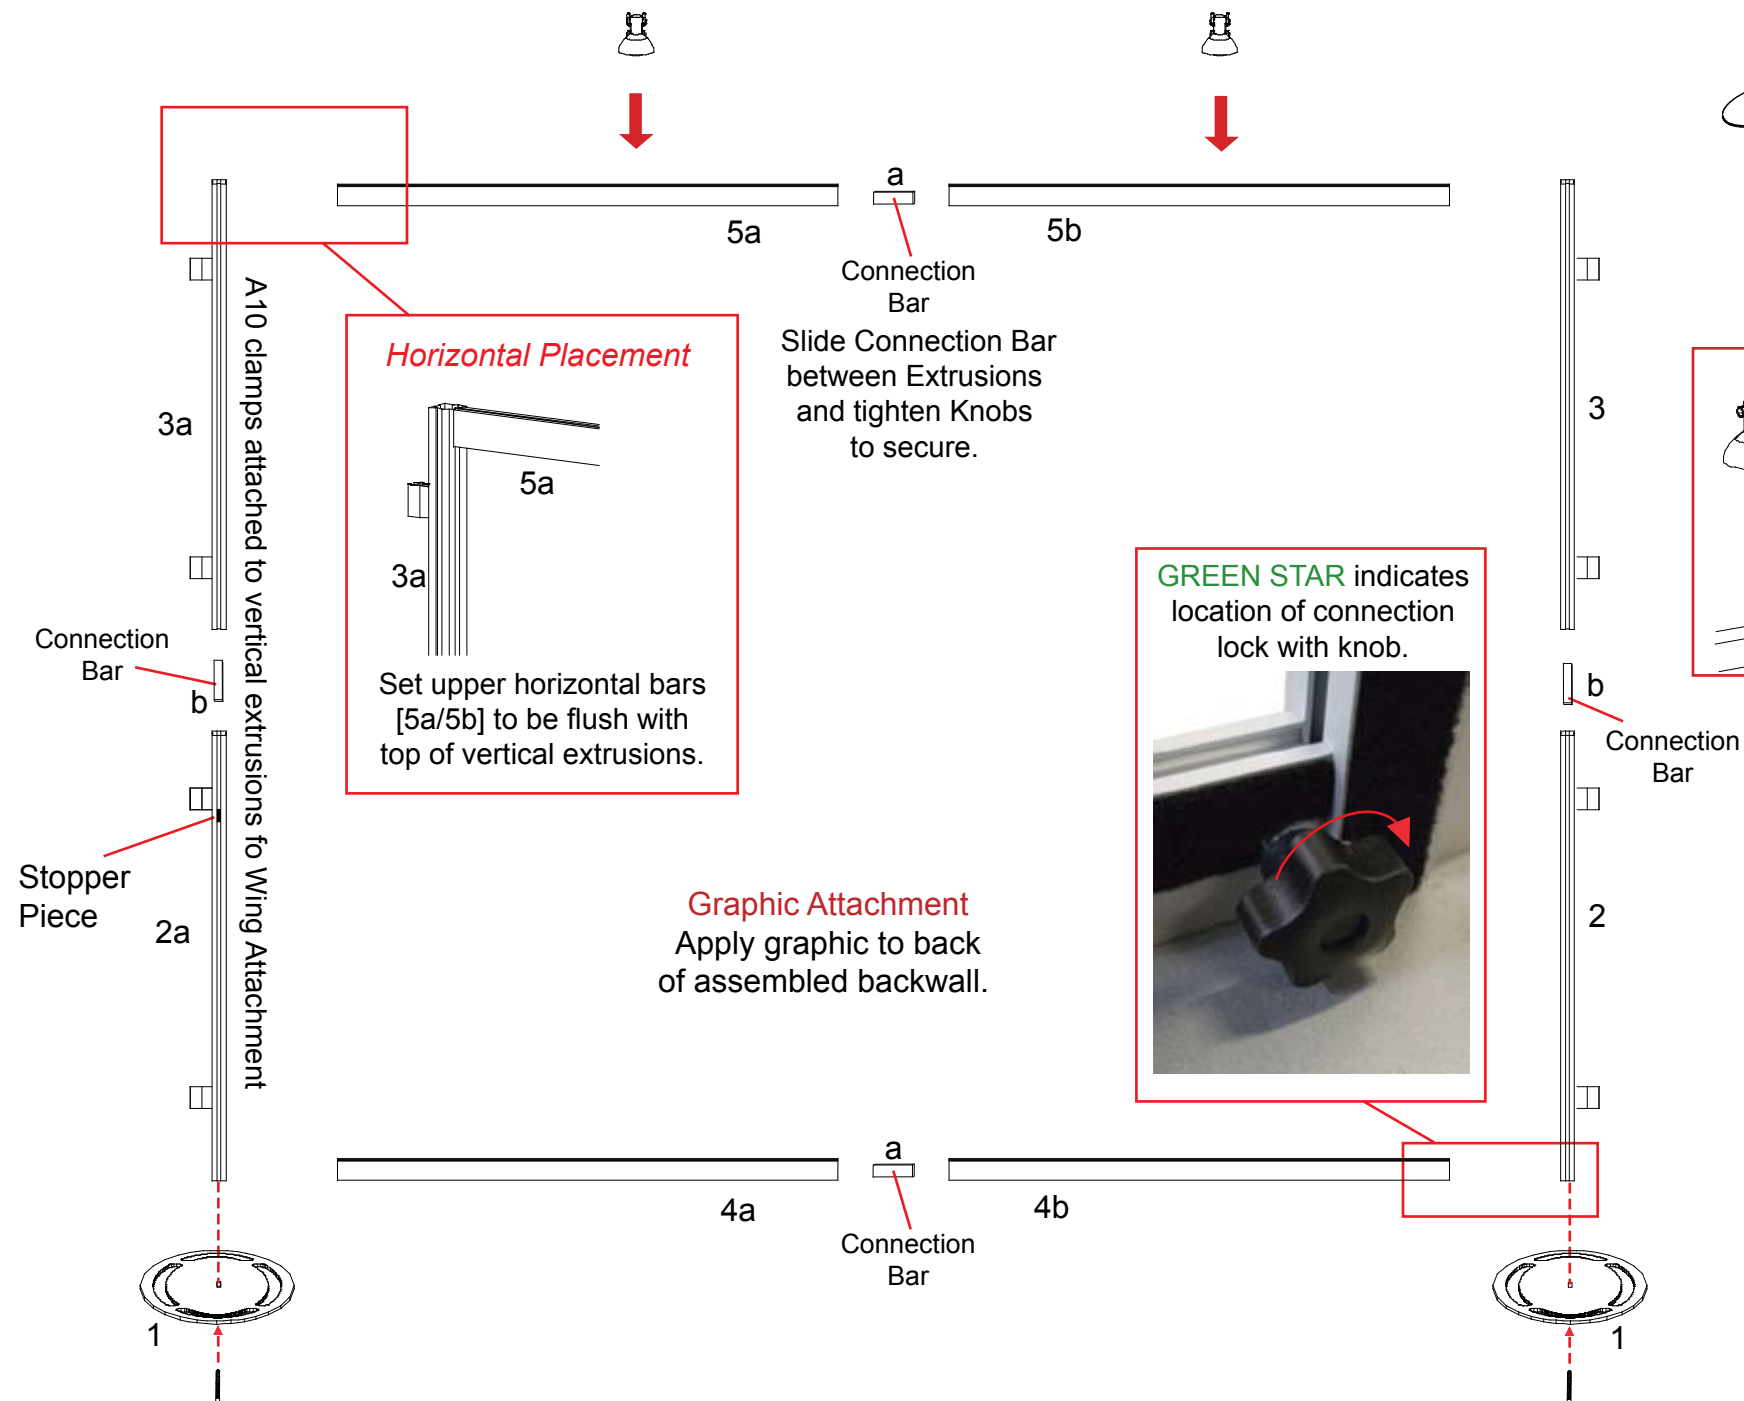 a
5a
5b
Connection
Bar
Slide Connection Bar
between Extrusions
and tighten Knobs
to secure.
A10 clamps attached to vertical extrusions fo Wing Attachment
3a
Horizontal Placement
5a
3a
Set upper horizontal bars
[5a/5b] to be flush with
top of vertical extrusions.
3
GREEN STAR indicates
location of connection
lock with knob.
Connection
Bar
b
b
Connection
Bar
Stopper
Piece
2a
Graphic Attachment
Apply graphic to back
of assembled backwall.
2
a
4a
4b
Connection
Bar
1
1